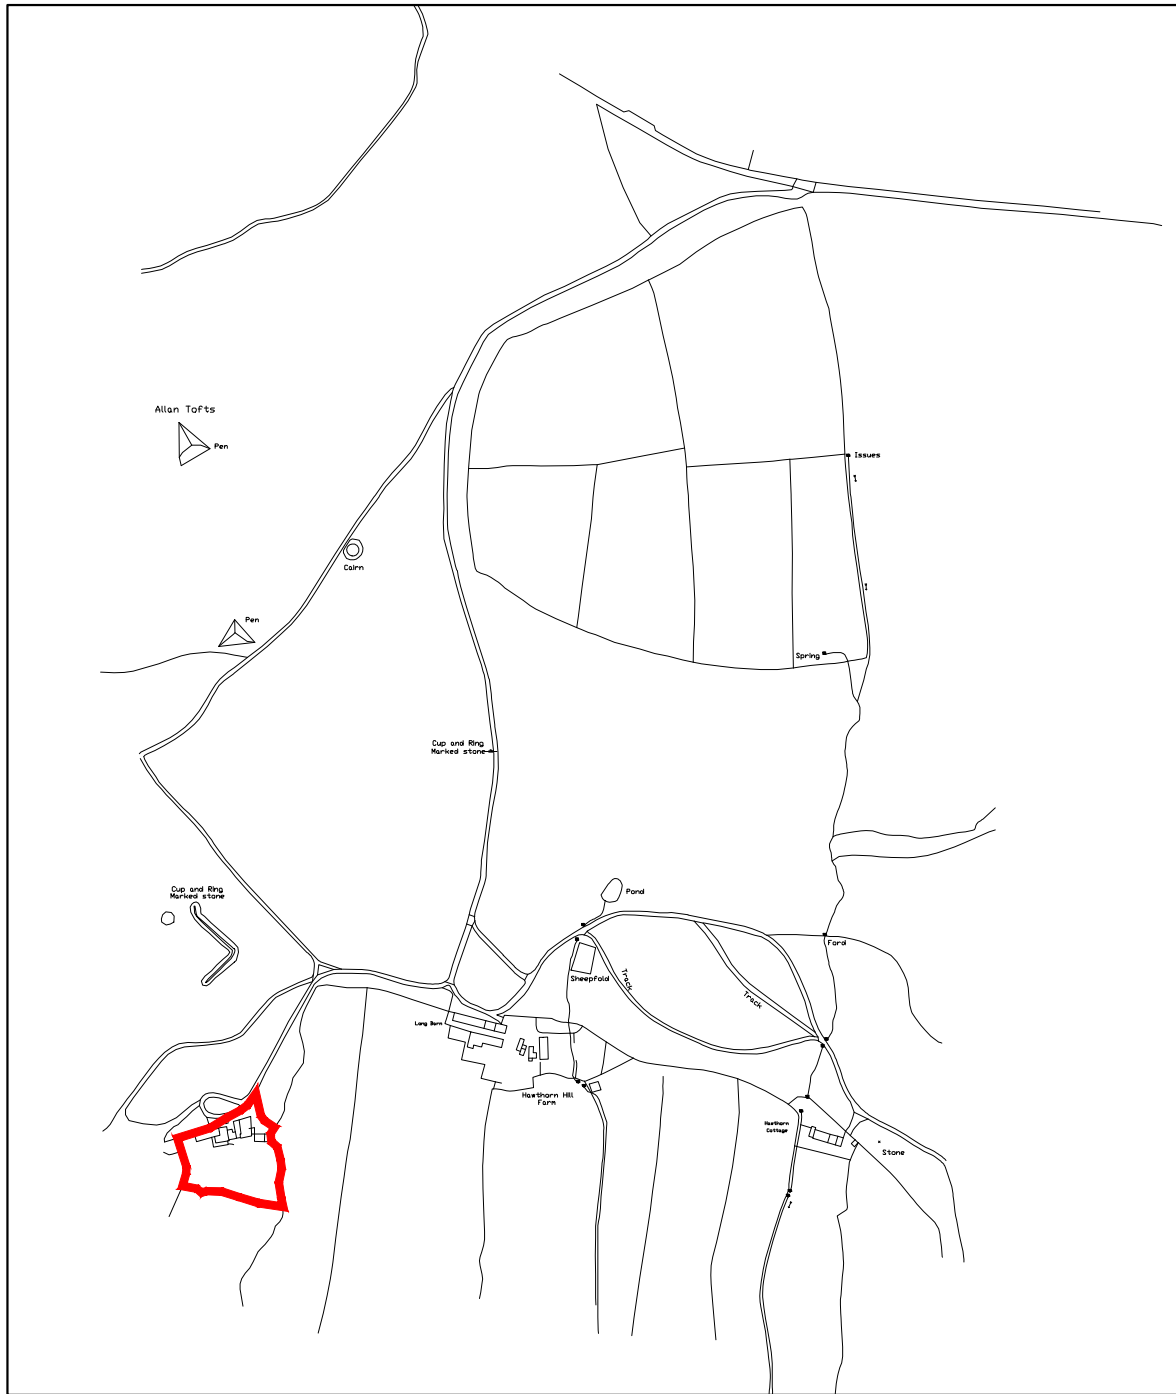 Allan Tofts
Pen
Issues
Cairn
Pen
Spring
Cup and Ring
Marked stone
Cup and Ring
Marked stone
Pond
Ford
Sheepfold
Track
Track
Long Barn
Hawthorn Hill
Farm
Hawthorn
Cottage
Stone